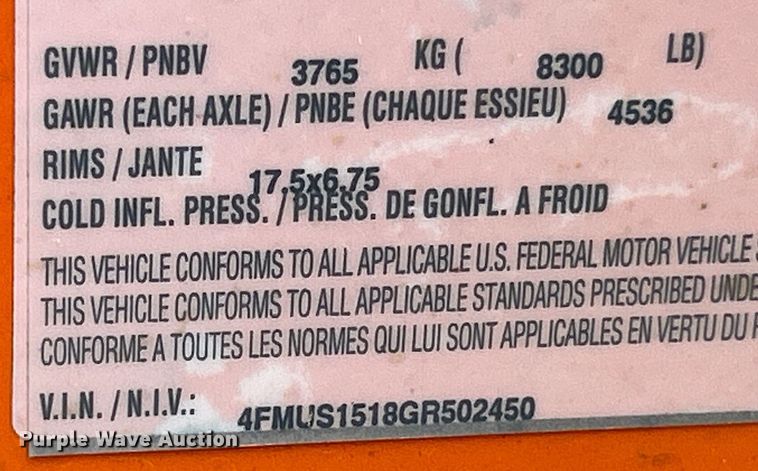 GVWR / PNBV 3765 KG ( 8300 LB)
GAWR (EACH AXLE) / PNBE (CHAQUE ESSIEU) 4536
RIMS / JANTE 17.5x6.75
COLD INFL. PRESS. / PRESS. DE GONFL. A FROID
THIS VEHICLE CONFORMS TO ALL APPLICABLE U.S. FEDERAL MOTOR VEHICLE
THIS VEHICLE CONFORMS TO ALL APPLICABLE STANDARDS PRESCRIBED UNDE
CONFORME A TOUTES LES NORMES QUI LUI SONT APPLICABLES EN VERTU DU
V.I.N. / N.I.V.: 4FMUS1518GR502450
Purple Wave Auction